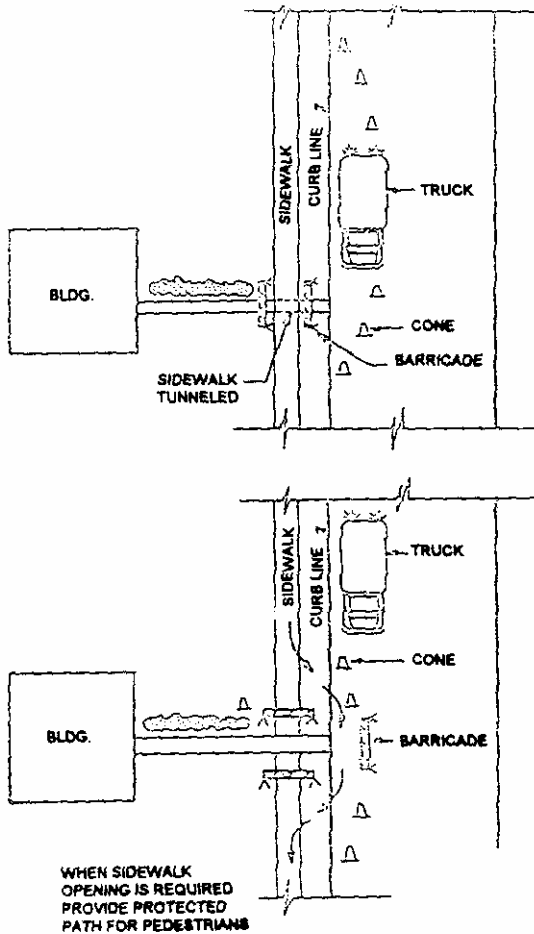 SIDEWALK
CURB LINE
TRUCK
BLDG.
CONE
BARRICADE
SIDEWALK
TUNNELED
SIDEWALK
CURB LINE
TRUCK
CONE
BLDG.
BARRICADE
WHEN SIDEWALK
OPENING IS REQUIRED
PROVIDE PROTECTED
PATH FOR PEDESTRIANS